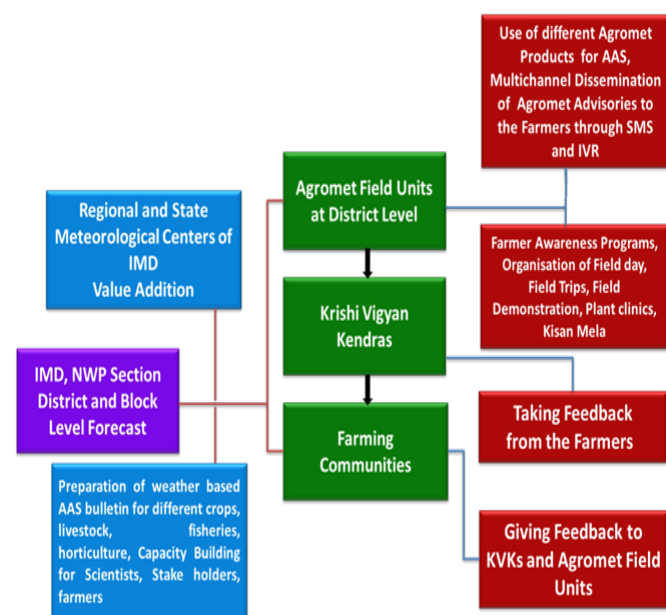 Use of different Agromet
Products for AAS,
Multichannel Dissemination
of Agromet Advisories to
the Farmers through SMS
and IVR
Agromet Field Units
at District Level
Regional and State
Meteorological Centers of
IMD
Value Addition
Farmer Awareness Programs,
Organisation of Field day,
Field Trips, Field
Demonstration, Plant clinics,
Kisan Mela
Krishi Vigyan
Kendras
IMD, NWP Section
District and Block
Level Forecast
Taking Feedback
from the Farmers
Farming
Communities
Preparation of weather based
AAS bulletin for different crops,
livestock, fisheries,
horticulture, Capacity Building
for Scientists, Stake holders,
farmers
Giving Feedback to
KVKs and Agromet Field
Units